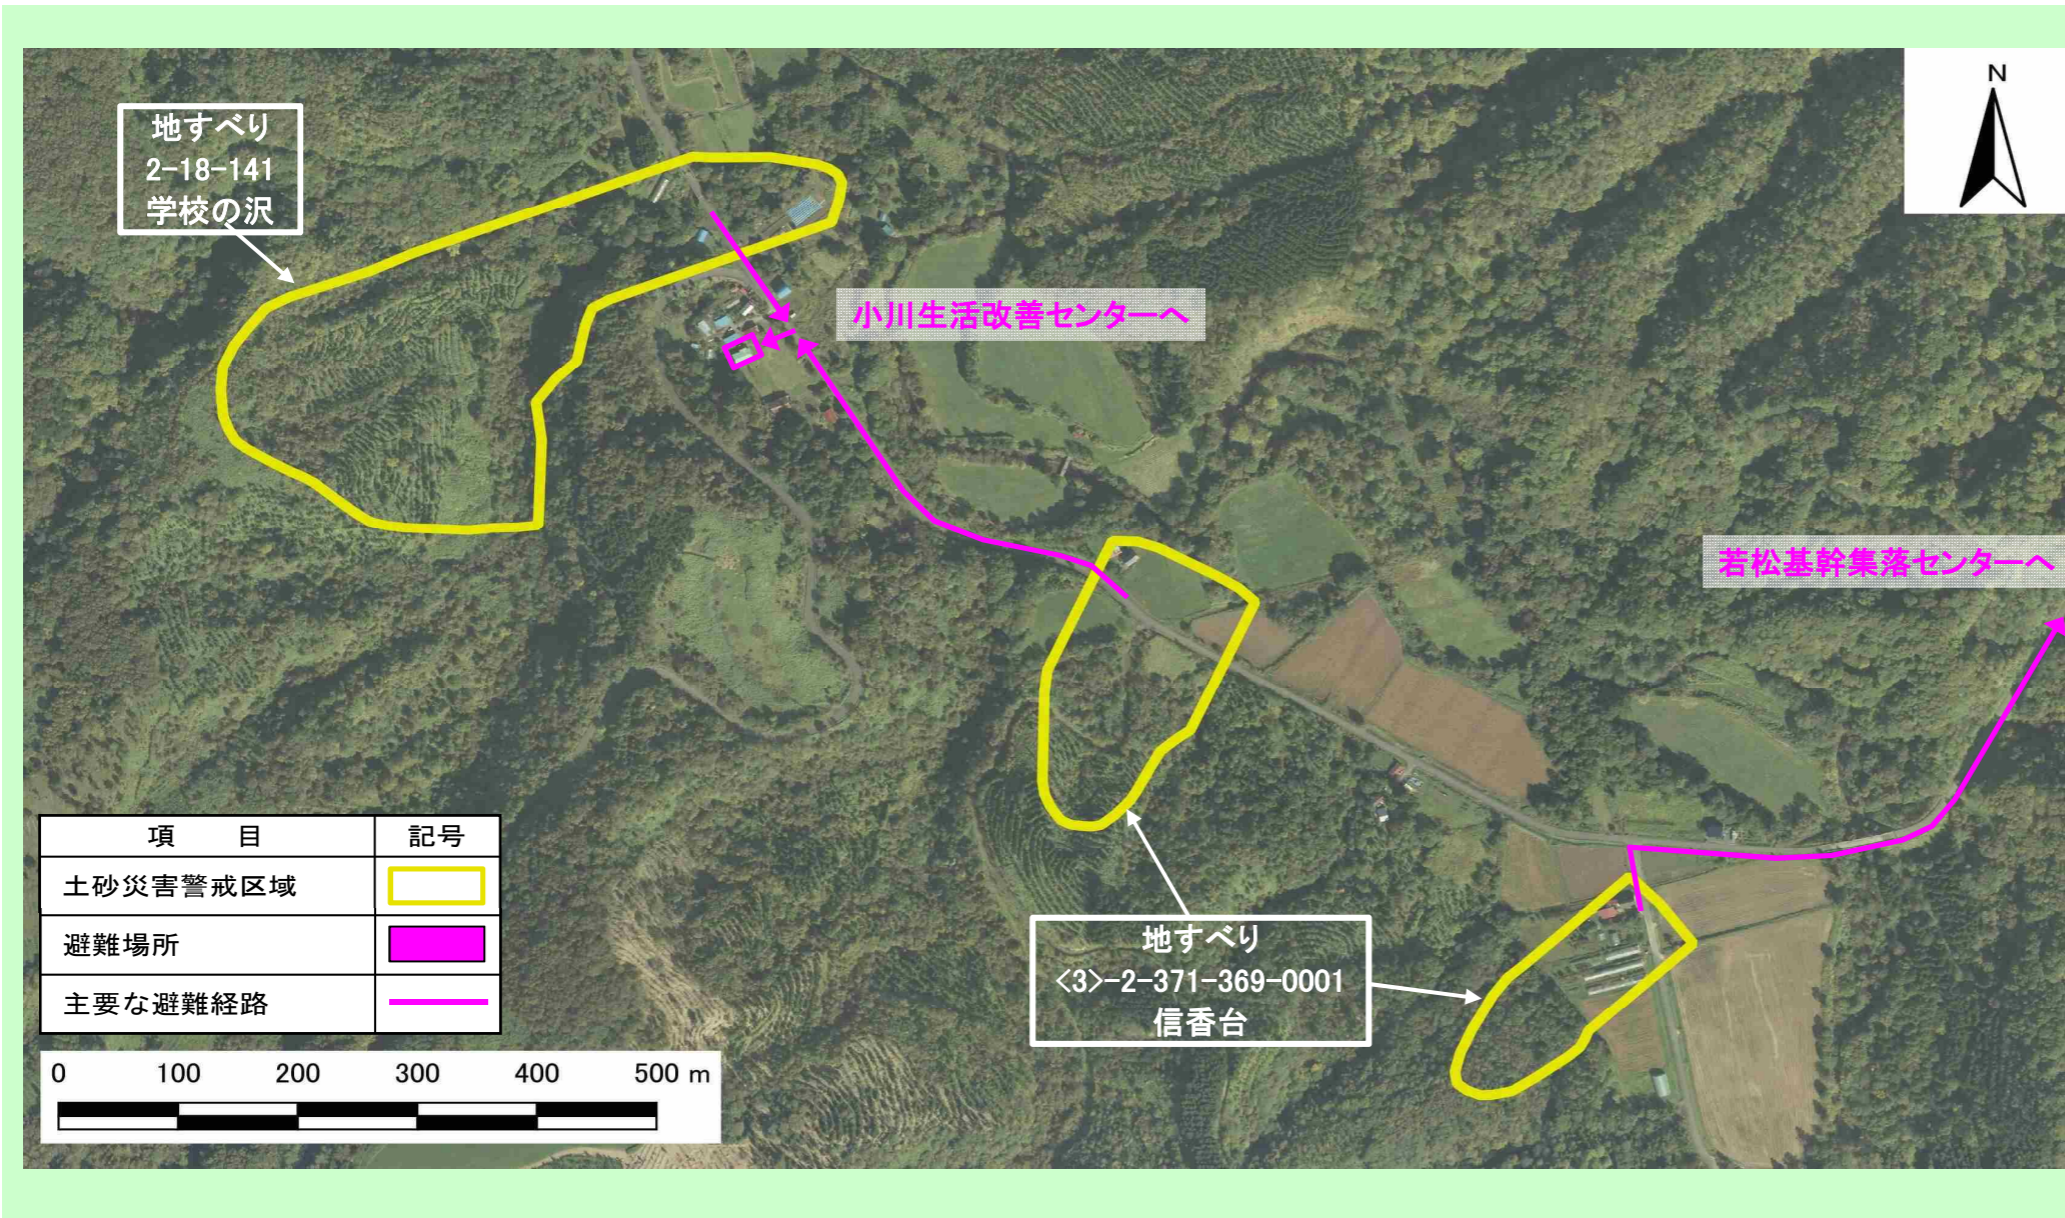 N
地すべり
2-18-141
学校の沢
小川生活改善センターへ
若松基幹集落センターへ
地すべり
<3>-2-371-369-0001
信香台
項 目 記号
土砂災害警戒区域
避難場所
主要な避難経路
0 100 200 300 400 500 m